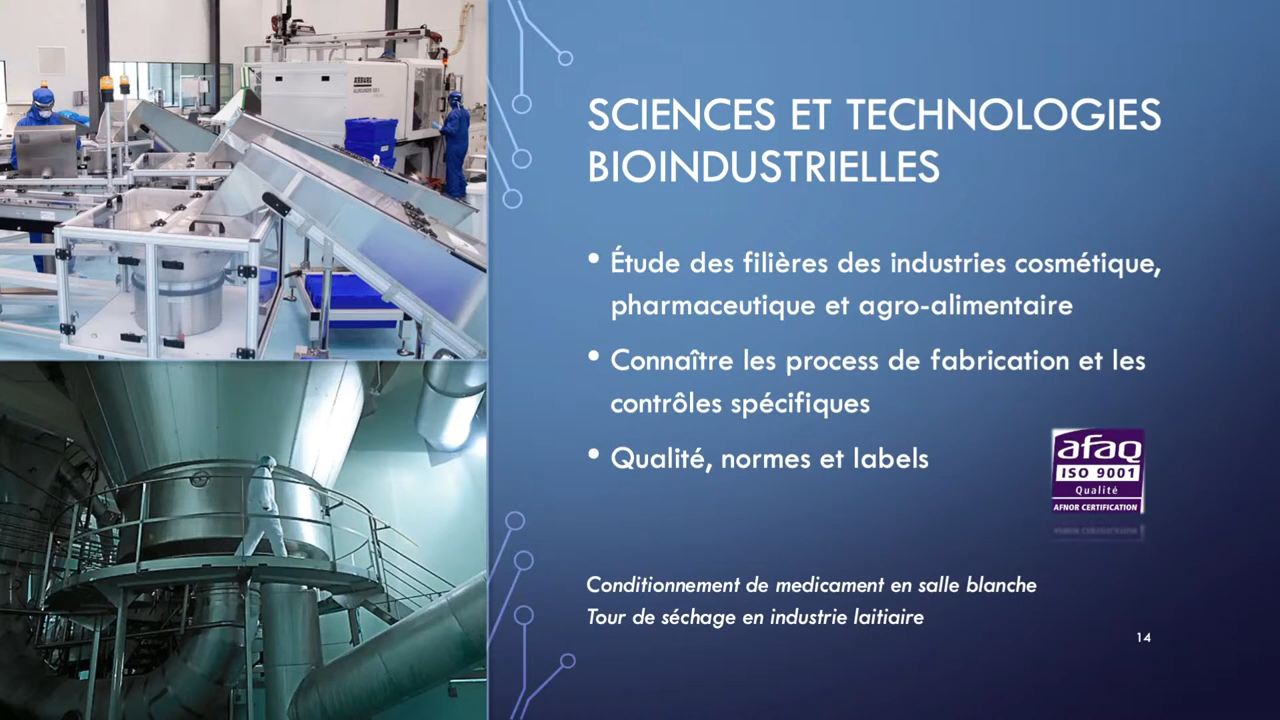 ARBURG
SCIENCES ET TECHNOLOGIES
BIOINDUSTRIELLES
• Étude des filières des industries cosmétique,
pharmaceutique et agro-alimentaire
• Connaître les process de fabrication et les
contrôles spécifiques
• Qualité, normes et labels
afaq
ISO 9001
Qualité
AFNOR CERTIFICATION
Conditionnement de medicament en salle blanche
Tour de séchage en industrie laitiaire
14